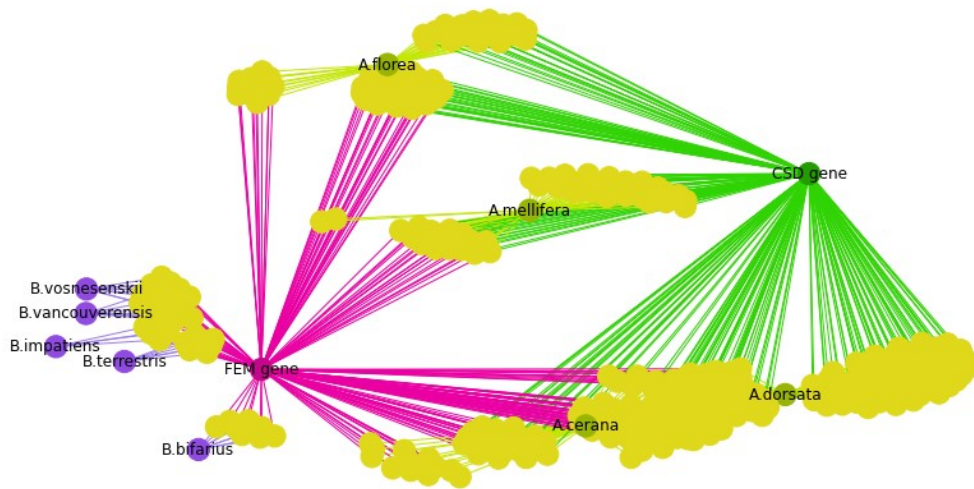 A.florea
CSD gene
A.mellifera
B.vosnesenskii
B.vancouverensis
B.impatiens
B.terrestris
FEM gene
A.dorsata
A.cerana
B.bifarius